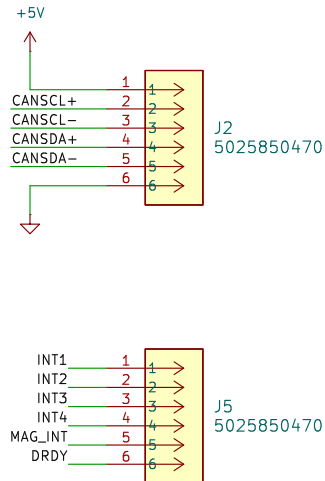 +5V
1 1
CANSCL+ 2 2
CANSCL- 3 3
CANSDA+ 4 4
CANSDA- 5 5
6 6
J2
5025850470
INT1 1 1
INT2 2 2
INT3 3 3
INT4 4 4
MAG_INT 5 5
DRDY 6 6
J5
5025850470